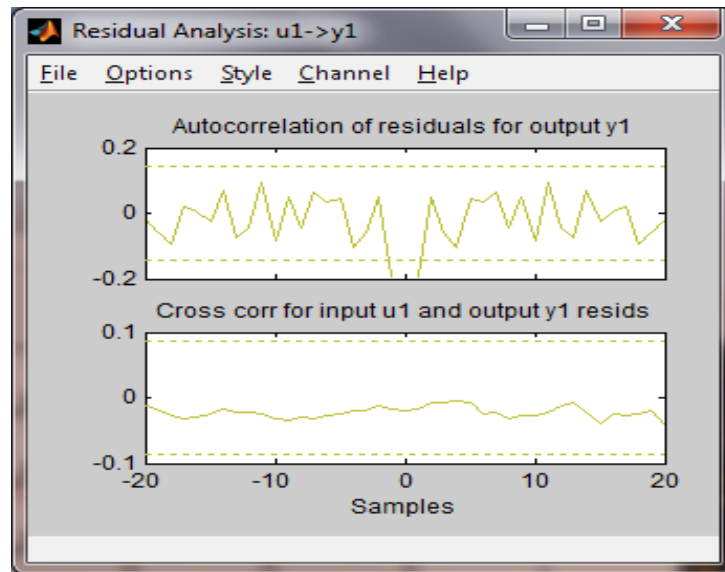 Residual Analysis: u1->y1
File Options Style Channel Help
Autocorrelation of residuals for output y1
0.2
0
-0.2
Cross corr for input u1 and output y1 resids
0.1
0
-0.1
-20 -10 0 10 20
Samples